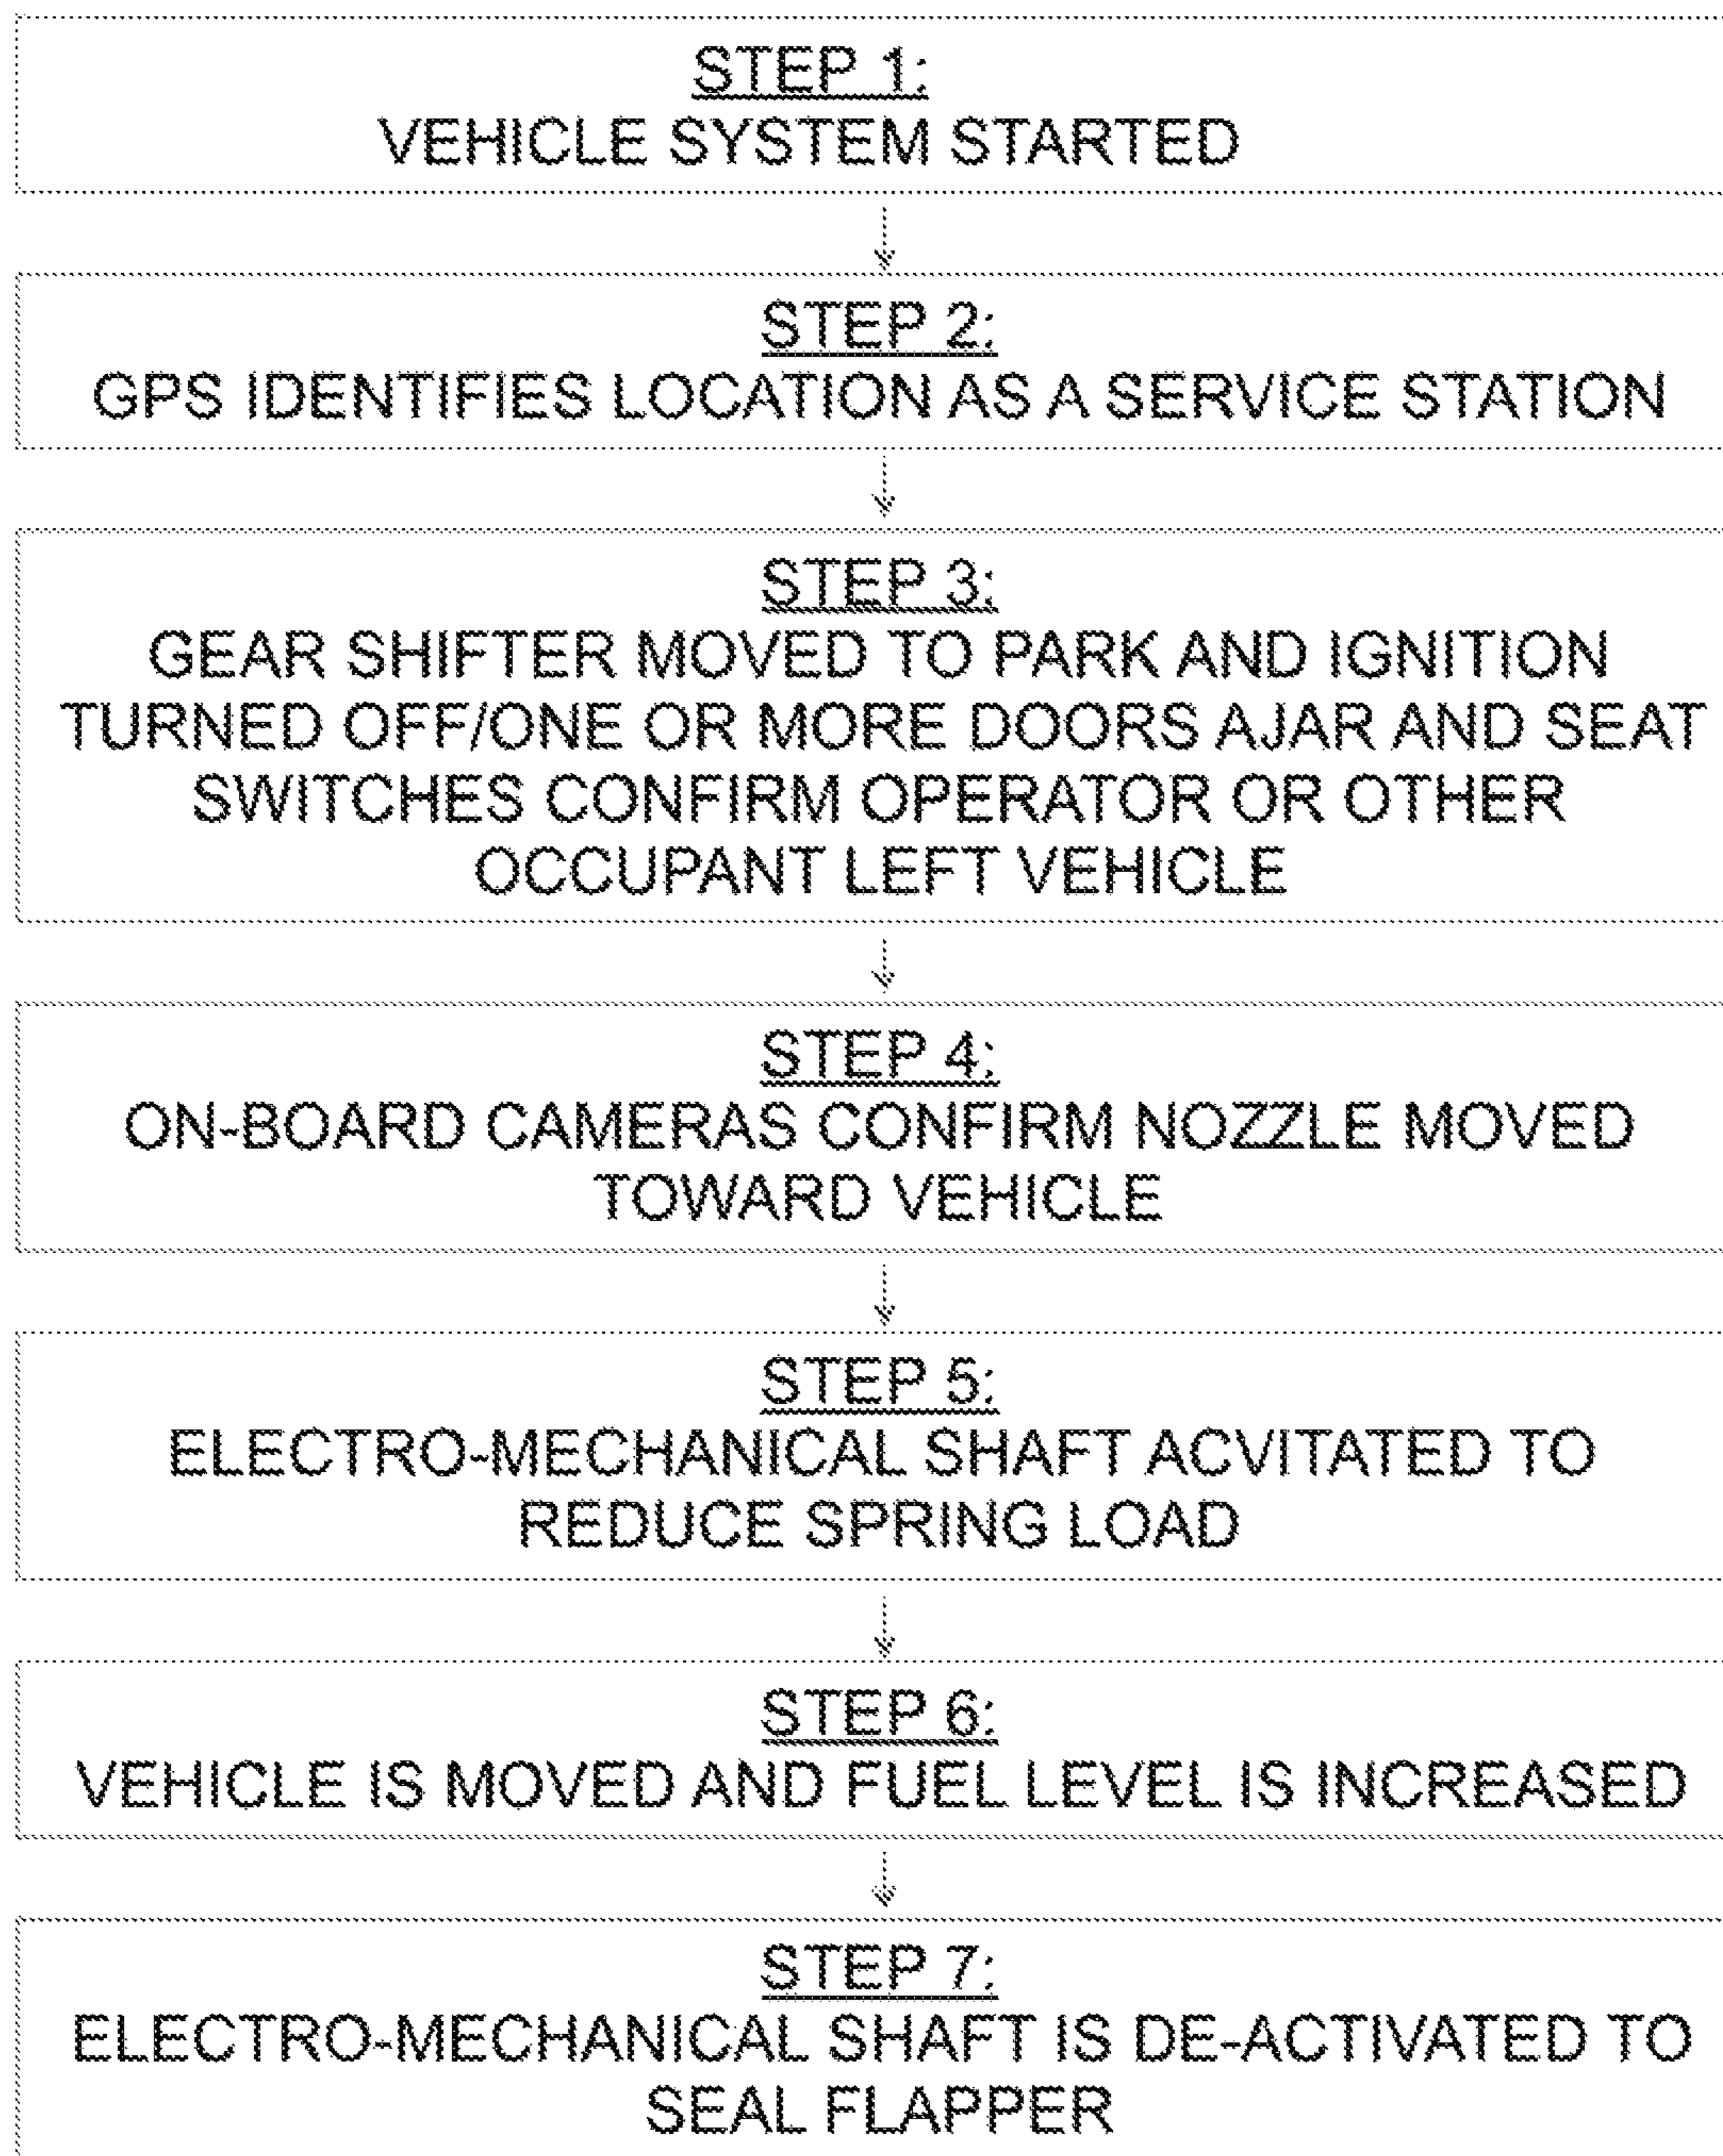 STEP 1:
VEHICLE SYSTEM STARTED
STEP 2:
GPS IDENTIFIES LOCATION AS A SERVICE STATION
STEP 3:
GEAR SHIFTER MOVED TO PARK AND IGNITION
TURNED OFF/ONE OR MORE DOORS AJAR AND SEAT
SWITCHES CONFIRM OPERATOR OR OTHER
OCCUPANT LEFT VEHICLE
STEP 4:
ON-BOARD CAMERAS CONFIRM NOZZLE MOVED
TOWARD VEHICLE
STEP 5:
ELECTRO-MECHANICAL SHAFT ACVITATED TO
REDUCE SPRING LOAD
STEP 6:
VEHICLE IS MOVED AND FUEL LEVEL IS INCREASED
STEP 7:
ELECTRO-MECHANICAL SHAFT IS DE-ACTIVATED TO
SEAL FLAPPER